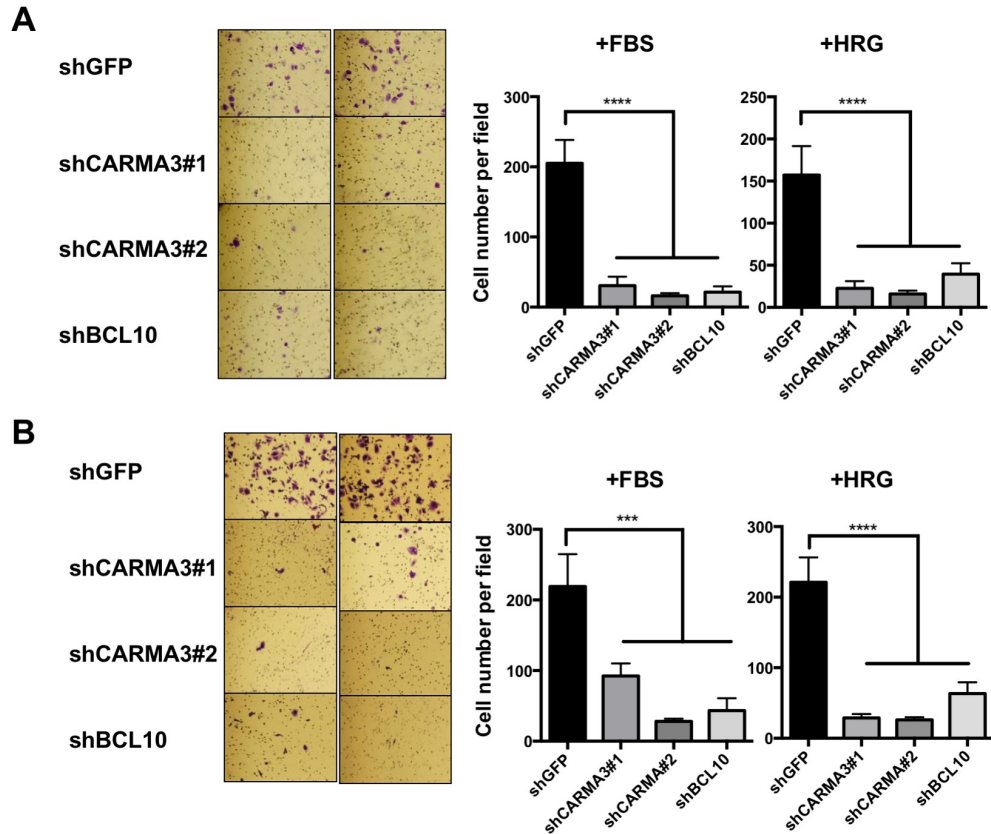 A
shGFP
shCARMA3#1
shCARMA3#2
shBCL10
+FBS
****
Cell number per field
300
200
100
0
shGFP
shCARMA3#1
shCARMA3#2
shBCL10
+HRG
****
250
200
150
100
50
0
shGFP
shCARMA3#1
shCARMA#2
shBCL10
B
shGFP
shCARMA3#1
shCARMA3#2
shBCL10
+FBS
***
Cell number per field
300
200
100
0
shGFP
shCARMA3#1
shCARMA#2
shBCL10
+HRG
****
300
200
100
0
shGFP
shCARMA3#1
shCARMA#2
shBCL10